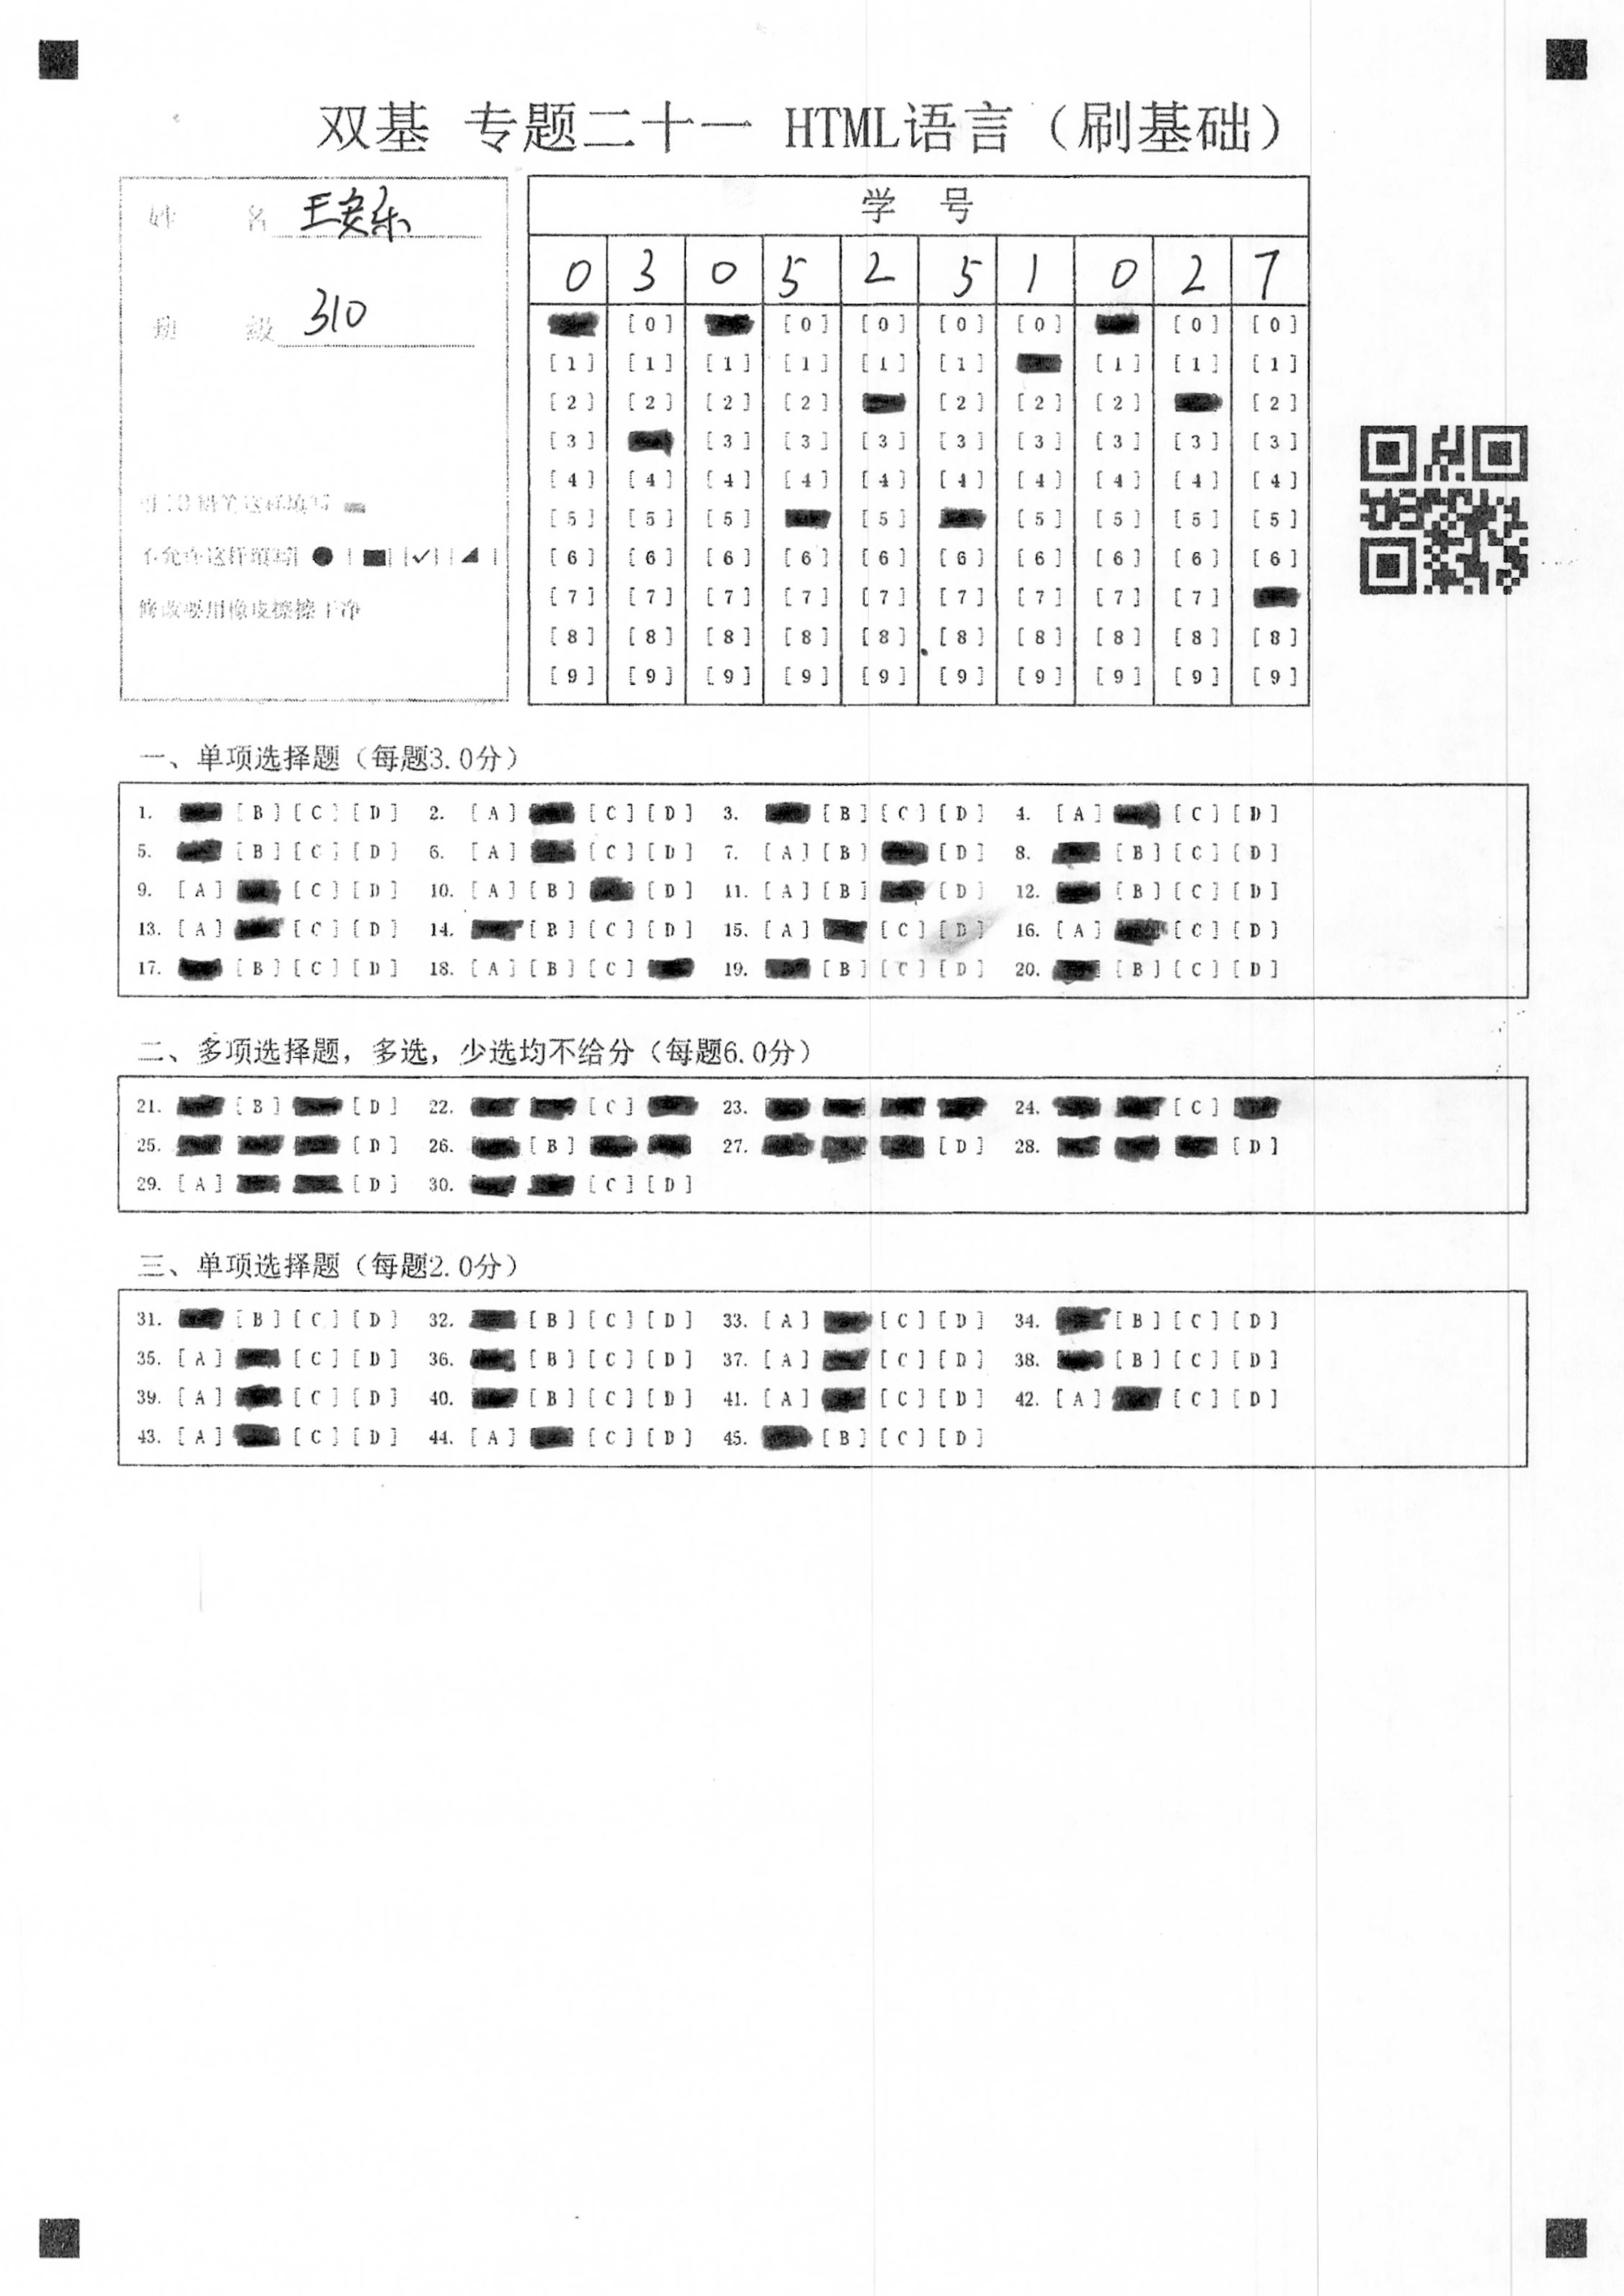 双基 专题二十一 HTML语言（刷基础）
姓 名 王安乐
班 级 310
不允许这样填写[●] [■] [✓] [◢]
修改要用橡皮擦擦干净
学 号
0 3 0 5 2 5 1 0 2 7
[0] [0] [0] [0] [0] [0] [0]
[1] [1] [1] [1] [1] [1] [1] [1] [1]
[2] [2] [2] [2] [2] [2] [2] [2]
[3] [3] [3] [3] [3] [3] [3] [3] [3]
[4] [4] [4] [4] [4] [4] [4] [4] [4] [4]
[5] [5] [5] [5] [5] [5] [5] [5]
[6] [6] [6] [6] [6] [6] [6] [6] [6] [6]
[7] [7] [7] [7] [7] [7] [7] [7] [7]
[8] [8] [8] [8] [8] [8] [8] [8] [8] [8]
[9] [9] [9] [9] [9] [9] [9] [9] [9] [9]
一、单项选择题（每题3.0分）
1. [B] [C] [D] 2. [A] [C] [D] 3. [B] [C] [D] 4. [A] [C] [D]
5. [B] [C] [D] 6. [A] [C] [D] 7. [A] [B] [D] 8. [B] [C] [D]
9. [A] [C] [D] 10. [A] [B] [D] 11. [A] [B] [D] 12. [B] [C] [D]
13. [A] [C] [D] 14. [B] [C] [D] 15. [A] [C] [D] 16. [A] [C] [D]
17. [B] [C] [D] 18. [A] [B] [C] 19. [B] [C] [D] 20. [B] [C] [D]
二、多项选择题，多选，少选均不给分（每题6.0分）
21. [B] [D] 22. [C] 23. 24. [C]
25. [D] 26. [B] 27. [D] 28. [D]
29. [A] [D] 30. [C] [D]
三、单项选择题（每题2.0分）
31. [B] [C] [D] 32. [B] [C] [D] 33. [A] [C] [D] 34. [B] [C] [D]
35. [A] [C] [D] 36. [B] [C] [D] 37. [A] [C] [D] 38. [B] [C] [D]
39. [A] [C] [D] 40. [B] [C] [D] 41. [A] [C] [D] 42. [A] [C] [D]
43. [A] [C] [D] 44. [A] [C] [D] 45. [B] [C] [D]